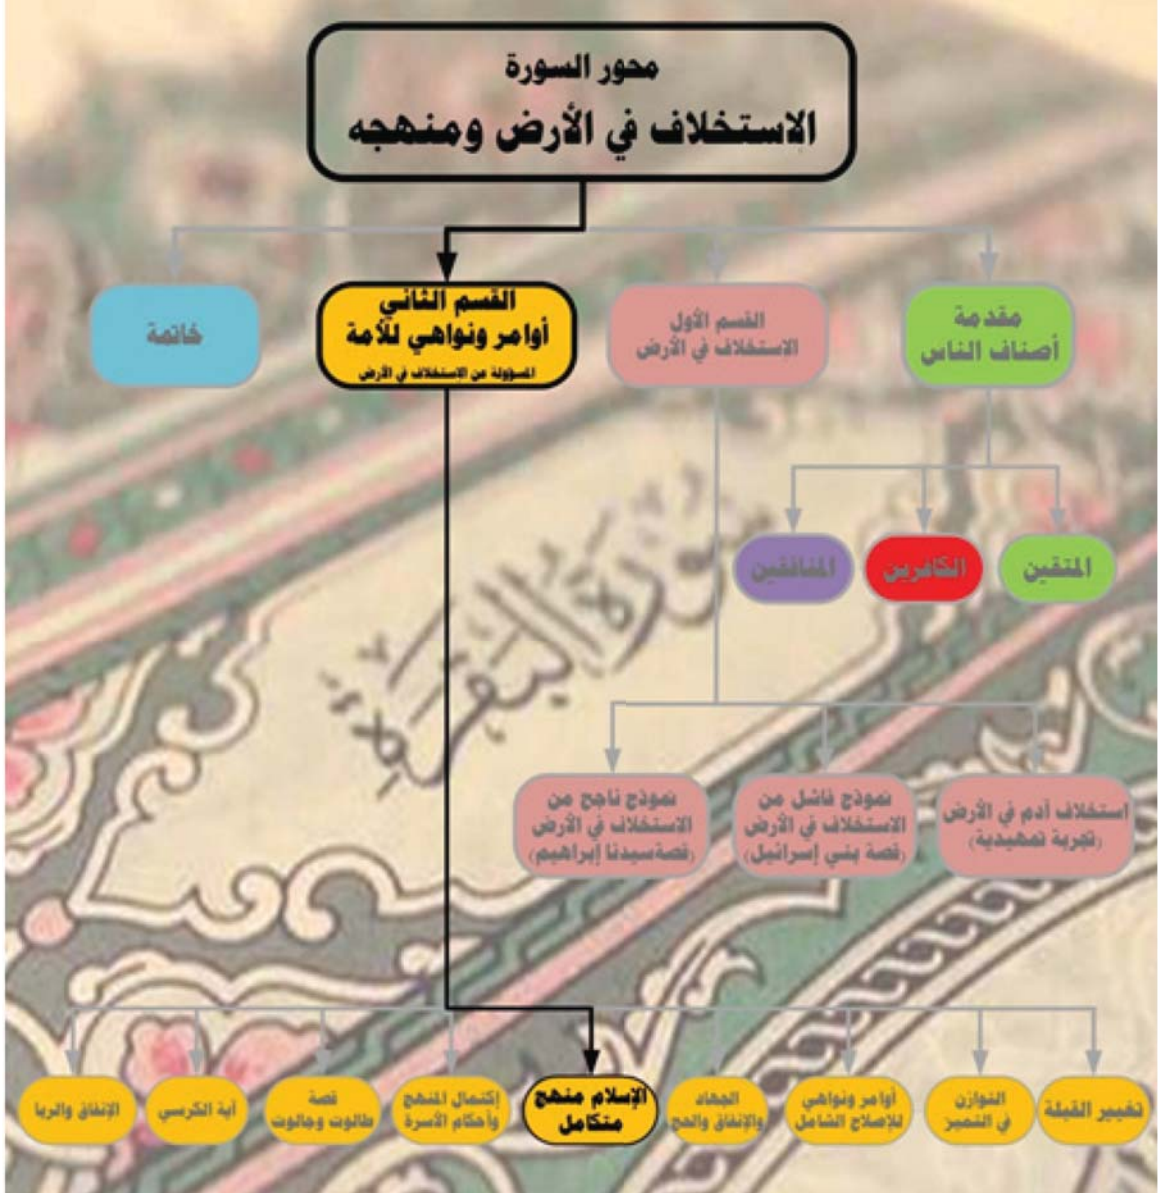 محور السورة
الاستخلاف في الأرض ومنهجه
مقدمة
أصناف الناس
القسم الأول
الاستخلاف في الأرض
القسم الثاني
أوامر ونواهي للأمة
المسؤولة عن الإستخلاف في الأرض
خاتمة
المتقين
الكافرين
المنافقين
سورة البقرة
استخلاف آدم في الأرض
(تجربة تمهيدية)
نموذج فاشل من
الاستخلاف في الأرض
(قصة بني إسرائيل)
نموذج ناجح من
الاستخلاف في الأرض
(قصة سيدنا إبراهيم)
تغيير القبلة
التوازن
في التميز
أوامر ونواهي
للإصلاح الشامل
الجهاد
والإنفاق والحج
الإسلام منهج
متكامل
إكتمال المنهج
وأحكام الأسرة
قصة
طالوت وجالوت
آية الكرسي
الإنفاق والربا